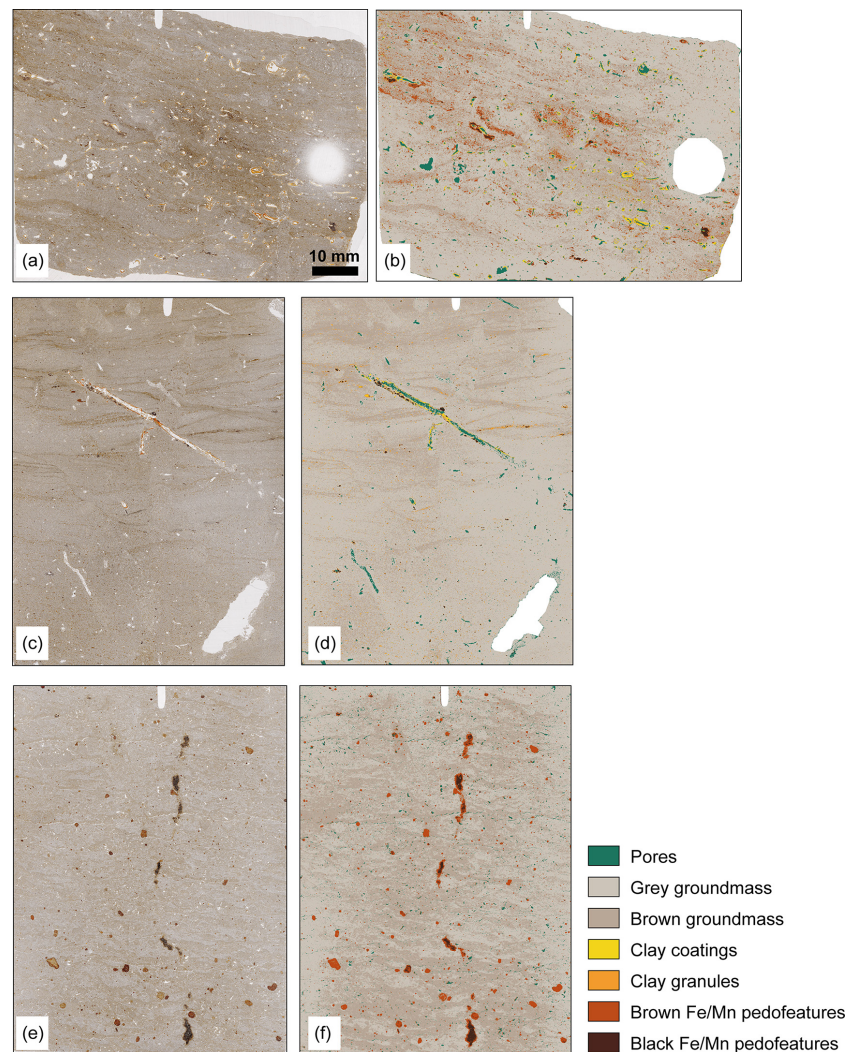 (a)
10 mm
(b)
(c)
(d)
(e)
(f)
Pores
Grey groundmass
Brown groundmass
Clay coatings
Clay granules
Brown Fe/Mn pedofeatures
Black Fe/Mn pedofeatures